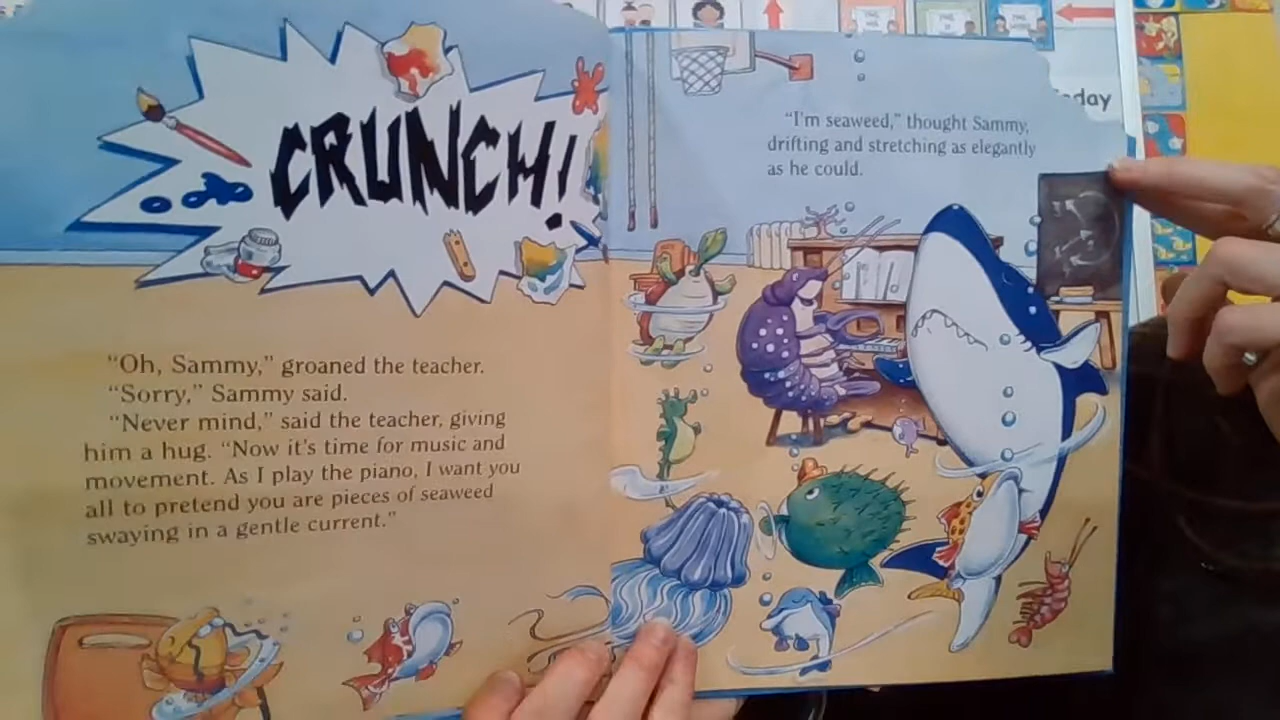 CRUNCH!
"Oh, Sammy," groaned the teacher.
"Sorry," Sammy said.
"Never mind," said the teacher, giving
him a hug. "Now it's time for music and
movement. As I play the piano, I want you
all to pretend you are pieces of seaweed
swaying in a gentle current."
"I'm seaweed," thought Sammy,
drifting and stretching as elegantly
as he could.